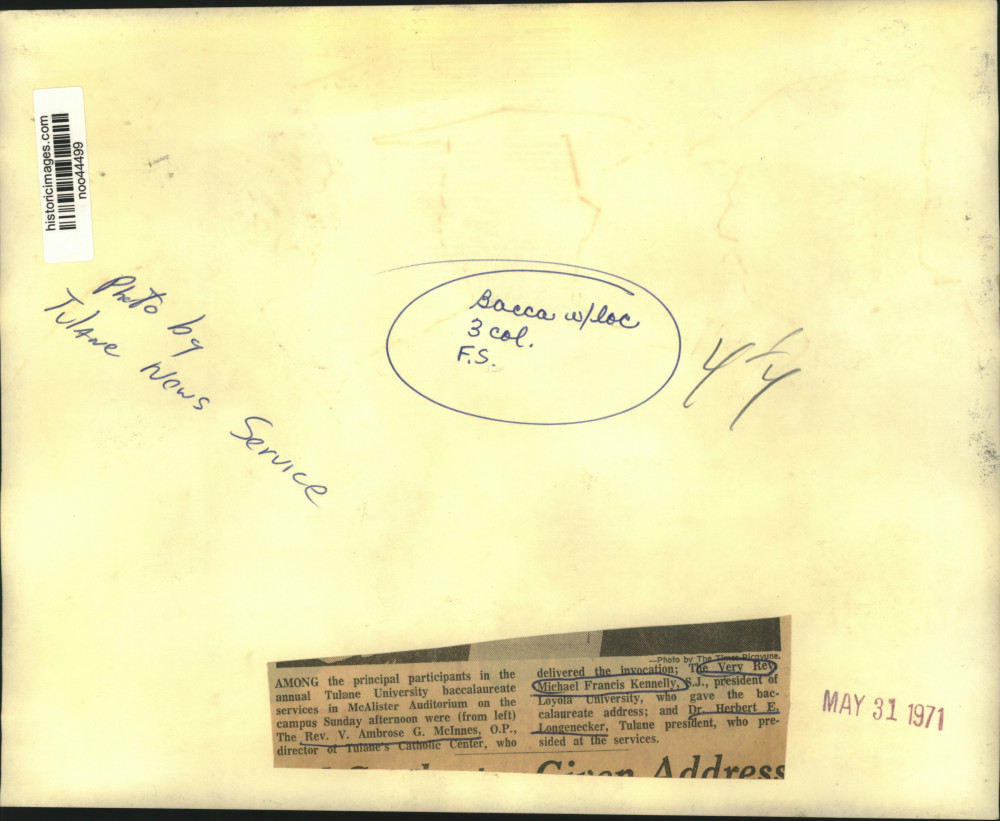 historicimages.com
noo44499
Photo by
Tulane News Service
Bacca w/loc
3 col.
F.S.
—Photo by The Times-Picayune.
AMONG the principal participants in the
annual Tulane University baccalaureate
services in McAlister Auditorium on the
campus Sunday afternoon were (from left)
The Rev. V. Ambrose G. McInnes, O.P.,
director of Tulane's Catholic Center, who
delivered the invocation; The Very Rev.
Michael Francis Kennelly, S.J., president of
Loyola University, who gave the bac-
calaureate address; and Dr. Herbert E.
Longenecker, Tulane president, who pre-
sided at the services.
Given Address
MAY 31 1971